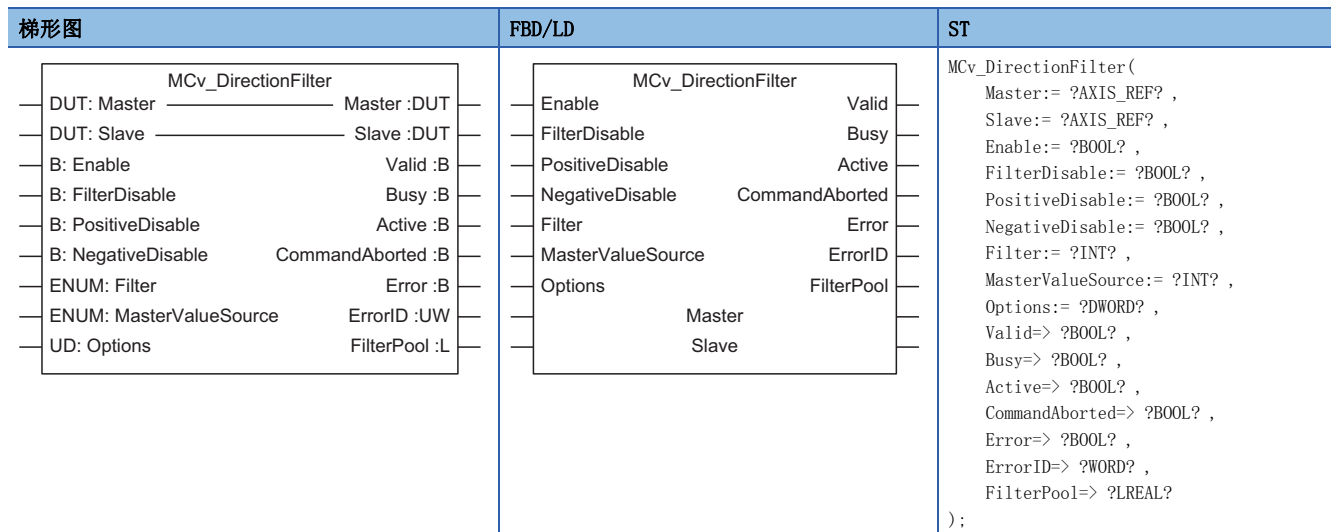 梯形图 FBD/LD ST
MCv_DirectionFilter
DUT: Master Master :DUT
DUT: Slave Slave :DUT
B: Enable Valid :B
B: FilterDisable Busy :B
B: PositiveDisable Active :B
B: NegativeDisable CommandAborted :B
ENUM: Filter Error :B
ENUM: MasterValueSource ErrorID :UW
UD: Options FilterPool :L
MCv_DirectionFilter
Enable Valid
FilterDisable Busy
PositiveDisable Active
NegativeDisable CommandAborted
Filter Error
MasterValueSource ErrorID
Options FilterPool
Master
Slave
MCv_DirectionFilter(
Master:= ?AXIS_REF? ,
Slave:= ?AXIS_REF? ,
Enable:= ?BOOL? ,
FilterDisable:= ?BOOL? ,
PositiveDisable:= ?BOOL? ,
NegativeDisable:= ?BOOL? ,
Filter:= ?INT? ,
MasterValueSource:= ?INT? ,
Options:= ?DWORD? ,
Valid=> ?BOOL? ,
Busy=> ?BOOL? ,
Active=> ?BOOL? ,
CommandAborted=> ?BOOL? ,
Error=> ?BOOL? ,
ErrorID=> ?WORD? ,
FilterPool=> ?LREAL?
);